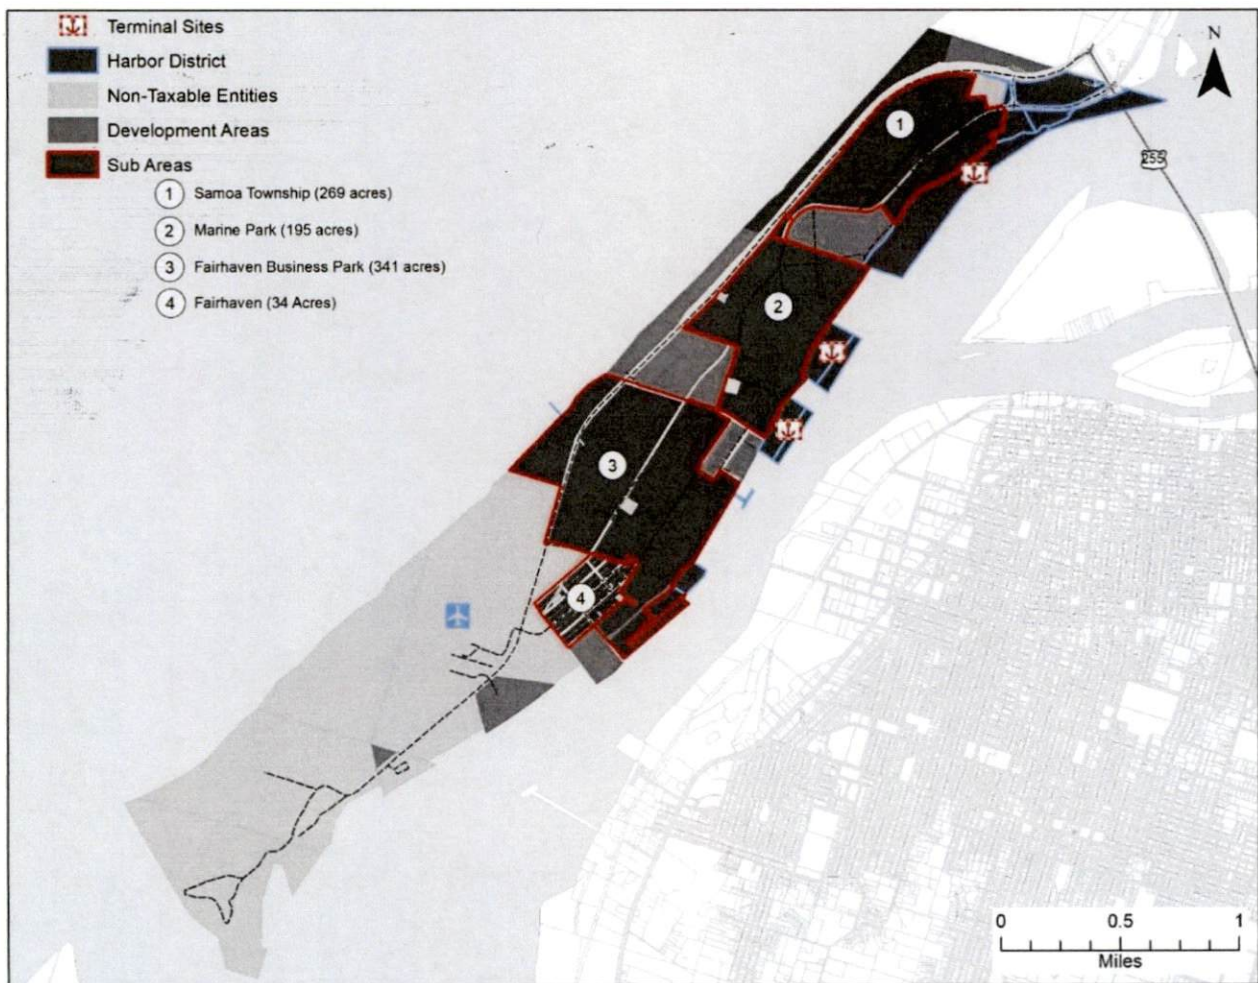 Terminal Sites
Harbor District
Non-Taxable Entities
Development Areas
Sub Areas
1 Samoa Township (269 acres)
2 Marine Park (195 acres)
3 Fairhaven Business Park (341 acres)
4 Fairhaven (34 Acres)
N
1
255
2
3
4
0 0.5 1
Miles